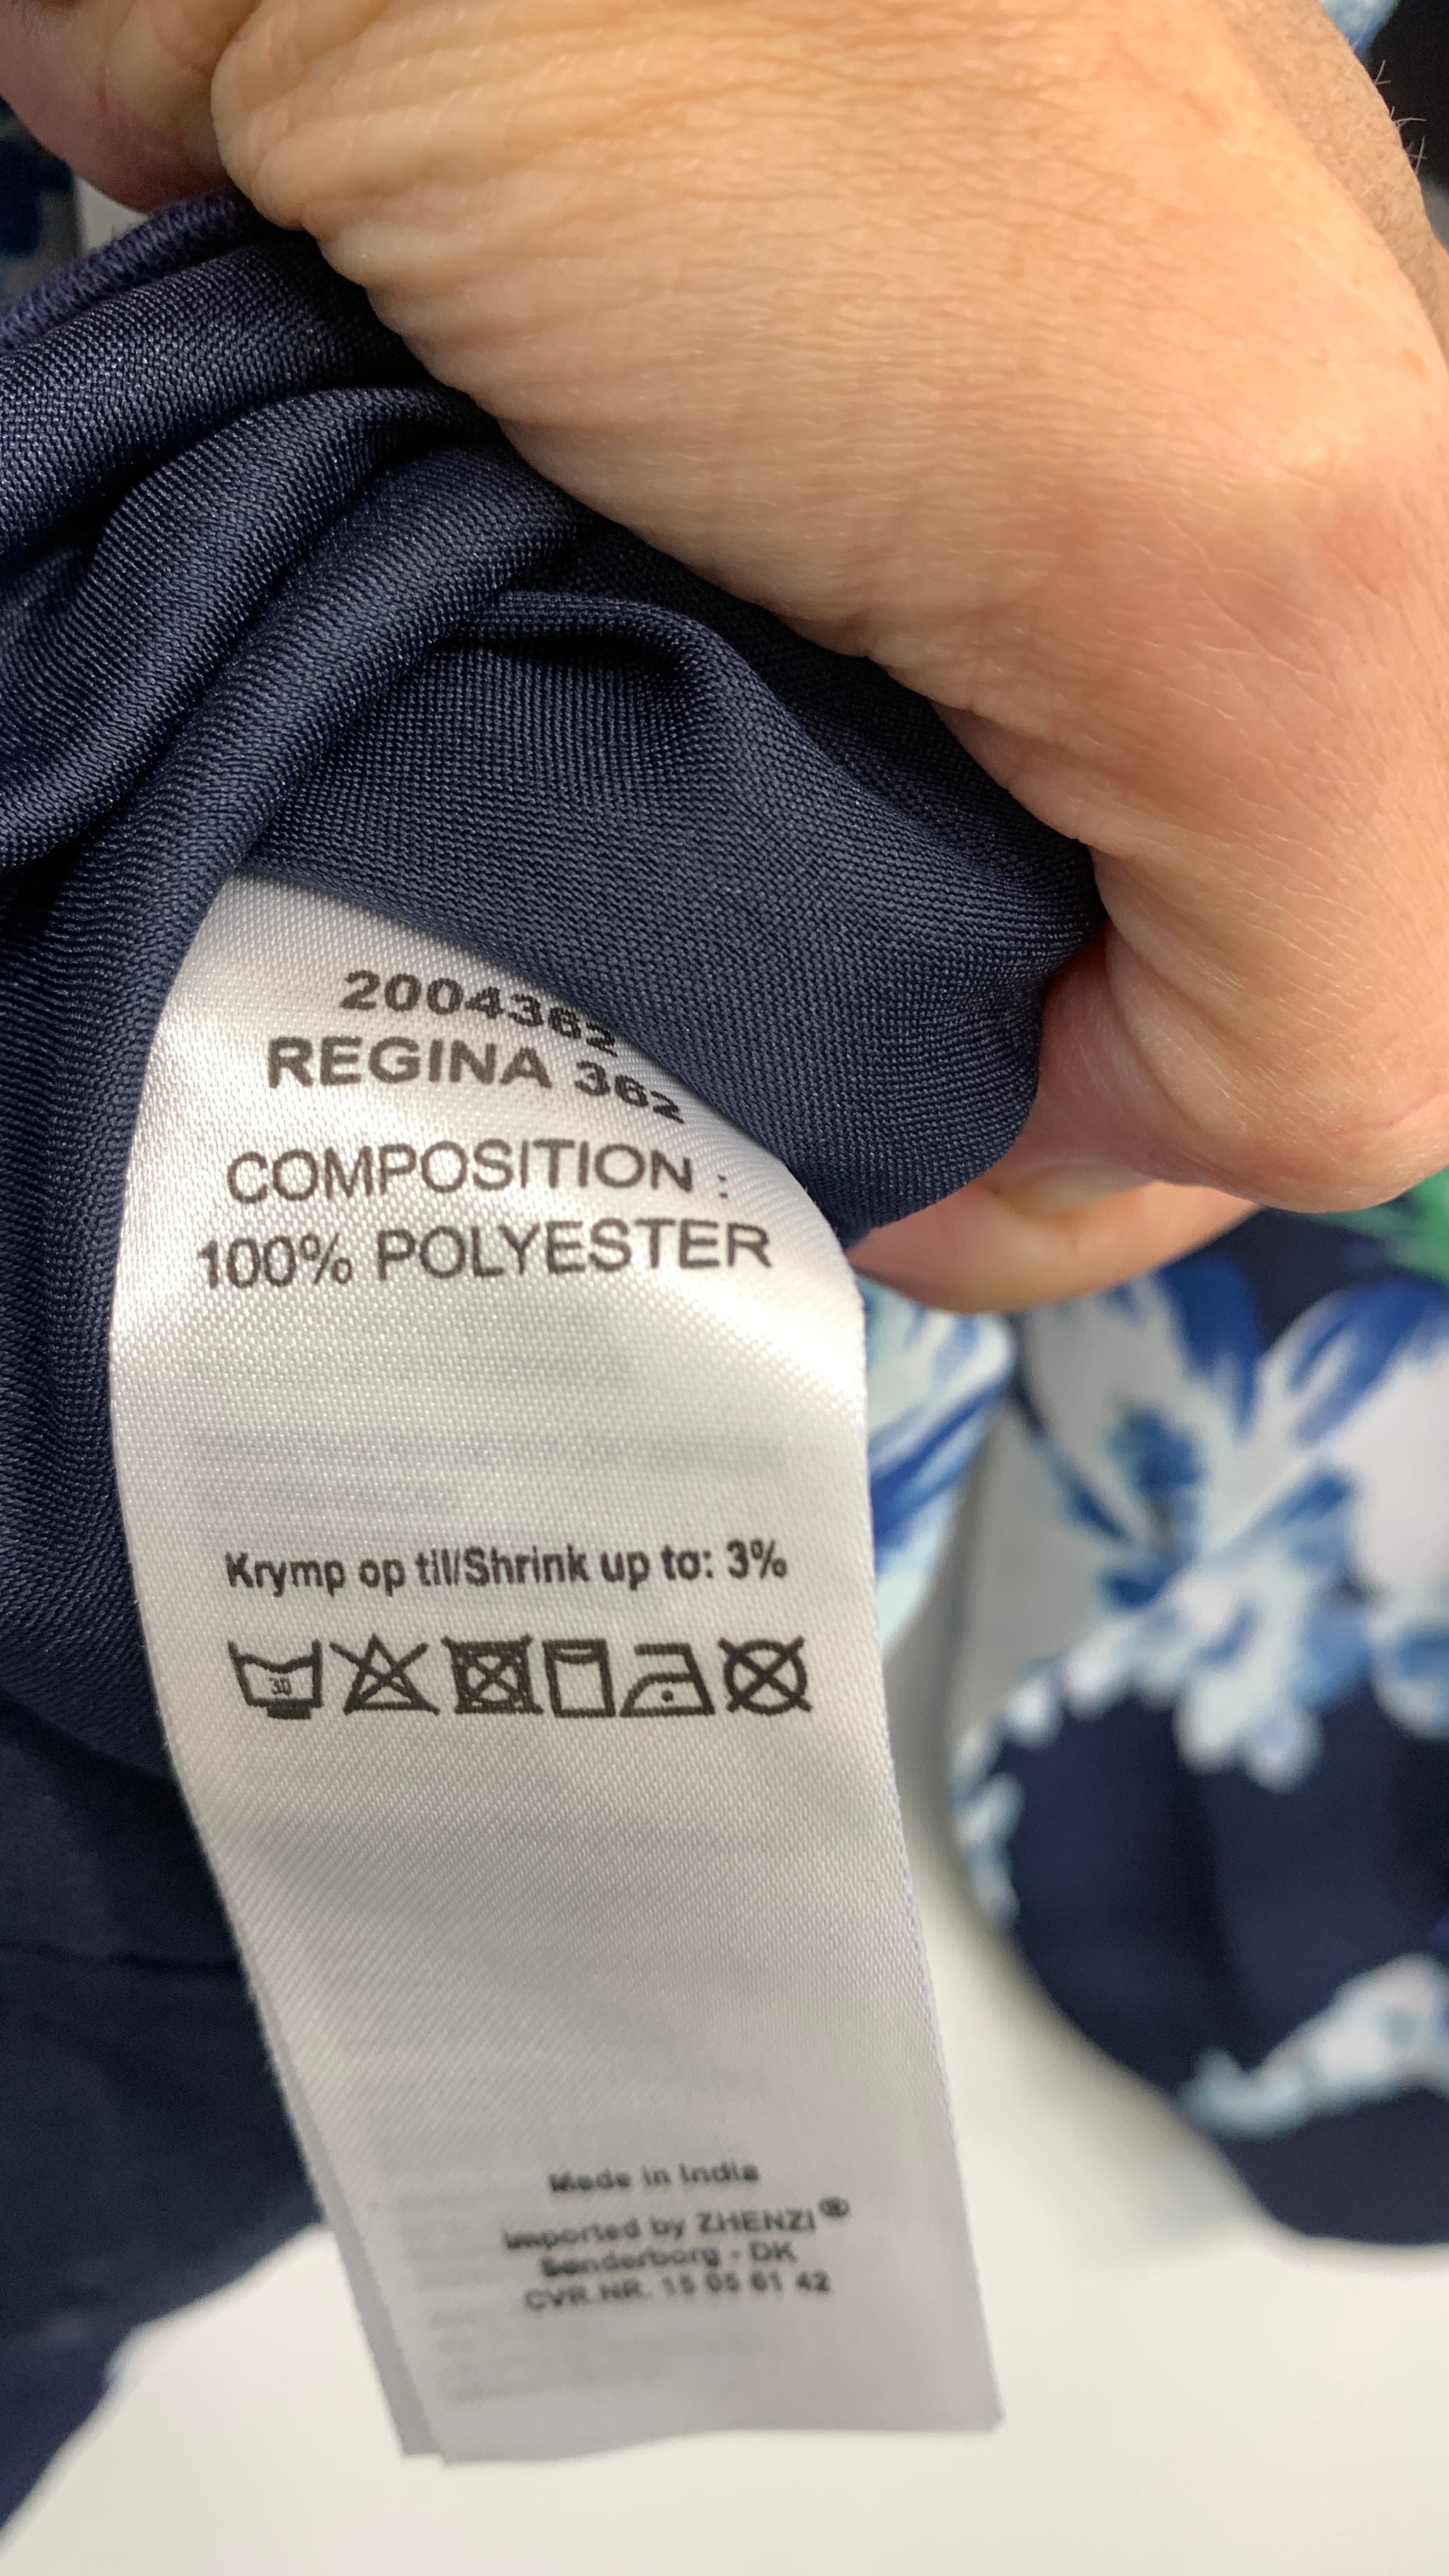 2004362
REGINA 362
COMPOSITION :
100% POLYESTER
Krymp op til/Shrink up to: 3%
30
Made in India
Imported by ZHENZI®
Sønderborg - DK
CVR.NR. 15 05 61 42